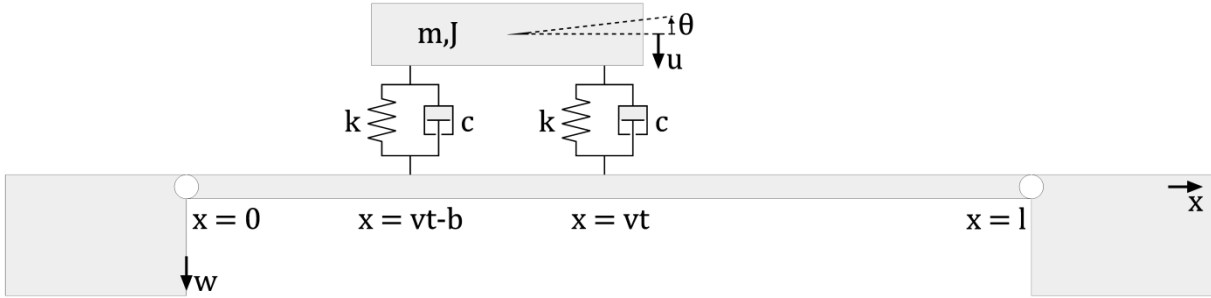 m,J
θ
u
k
c
k
c
x = 0
x = vt-b
x = vt
x = l
x
w